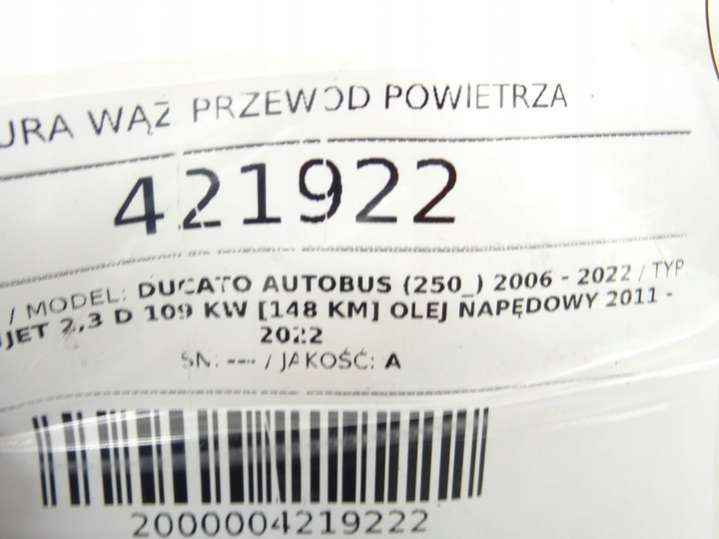 URA WĄŻ PRZEWÓD POWIETRZA
421922
/ MODEL: DUCATO AUTOBUS (250_) 2006 - 2022 / TYP
JET 2,3 D 109 KW [148 KM] OLEJ NAPĘDOWY 2011 -
2022
SN: ---- / JAKOŚĆ: A
2000004219222